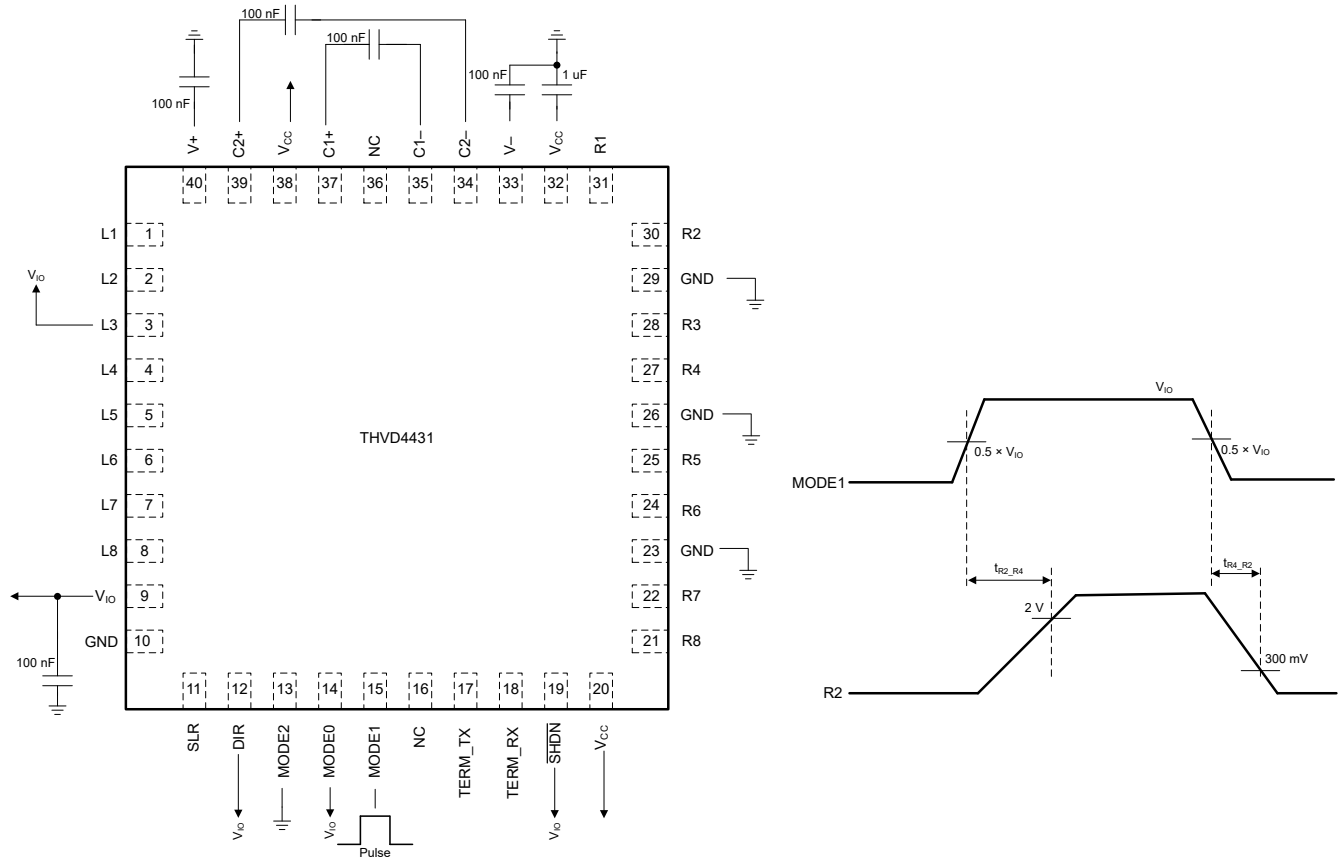 100 nF
100 nF
100 nF
100 nF
1 uF
V+
C2+
VCC
C1+
NC
C1–
C2–
V–
VCC
R1
40
39
38
37
36
35
34
33
32
31
L1 1
30 R2
VIO
L2 2
29 GND
L3 3
28 R3
L4 4
27 R4
L5 5
26 GND
THVD4431
L6 6
25 R5
L7 7
24 R6
L8 8
23 GND
VIO 9
22 R7
GND 10
21 R8
100 nF
11
12
13
14
15
16
17
18
19
20
SLR
DIR
MODE2
MODE0
MODE1
NC
TERM_TX
TERM_RX
SHDN
VCC
VIO
VIO
Pulse
VIO
VIO
0.5 × VIO
0.5 × VIO
MODE1
tR2_R4
tR4_R2
2 V
300 mV
R2